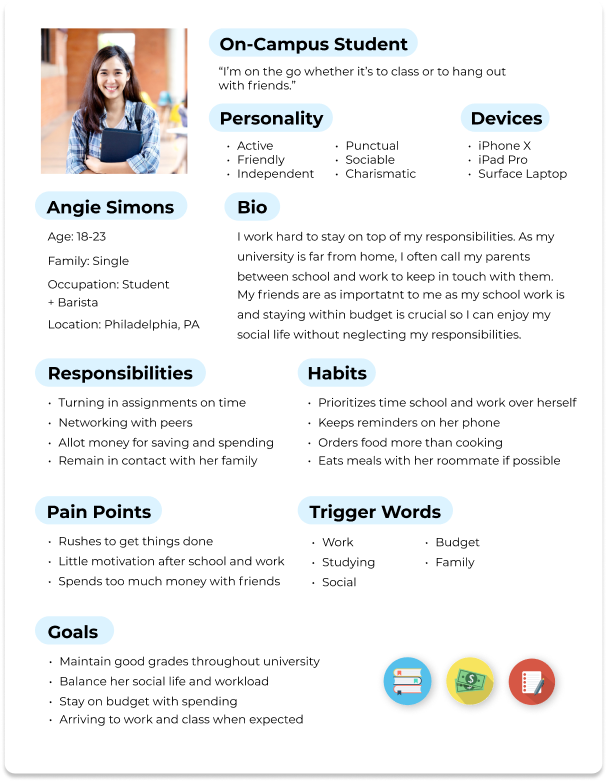 On-Campus Student
“I’m on the go whether it’s to class or to hang out
with friends.”
Personality
• Active
• Friendly
• Independent
• Punctual
• Sociable
• Charismatic
Devices
• iPhone X
• iPad Pro
• Surface Laptop
Angie Simons
Age: 18-23
Family: Single
Occupation: Student
+ Barista
Location: Philadelphia, PA
Bio
I work hard to stay on top of my responsibilities. As my
university is far from home, I often call my parents
between school and work to keep in touch with them.
My friends are as importatnt to me as my school work is
and staying within budget is crucial so I can enjoy my
social life without neglecting my responsibilities.
Responsibilities
• Turning in assignments on time
• Networking with peers
• Allot money for saving and spending
• Remain in contact with her family
Habits
• Prioritizes time school and work over herself
• Keeps reminders on her phone
• Orders food more than cooking
• Eats meals with her roommate if possible
Pain Points
• Rushes to get things done
• Little motivation after school and work
• Spends too much money with friends
Trigger Words
• Work
• Studying
• Social
• Budget
• Family
Goals
• Maintain good grades throughout university
• Balance her social life and workload
• Stay on budget with spending
• Arriving to work and class when expected
$